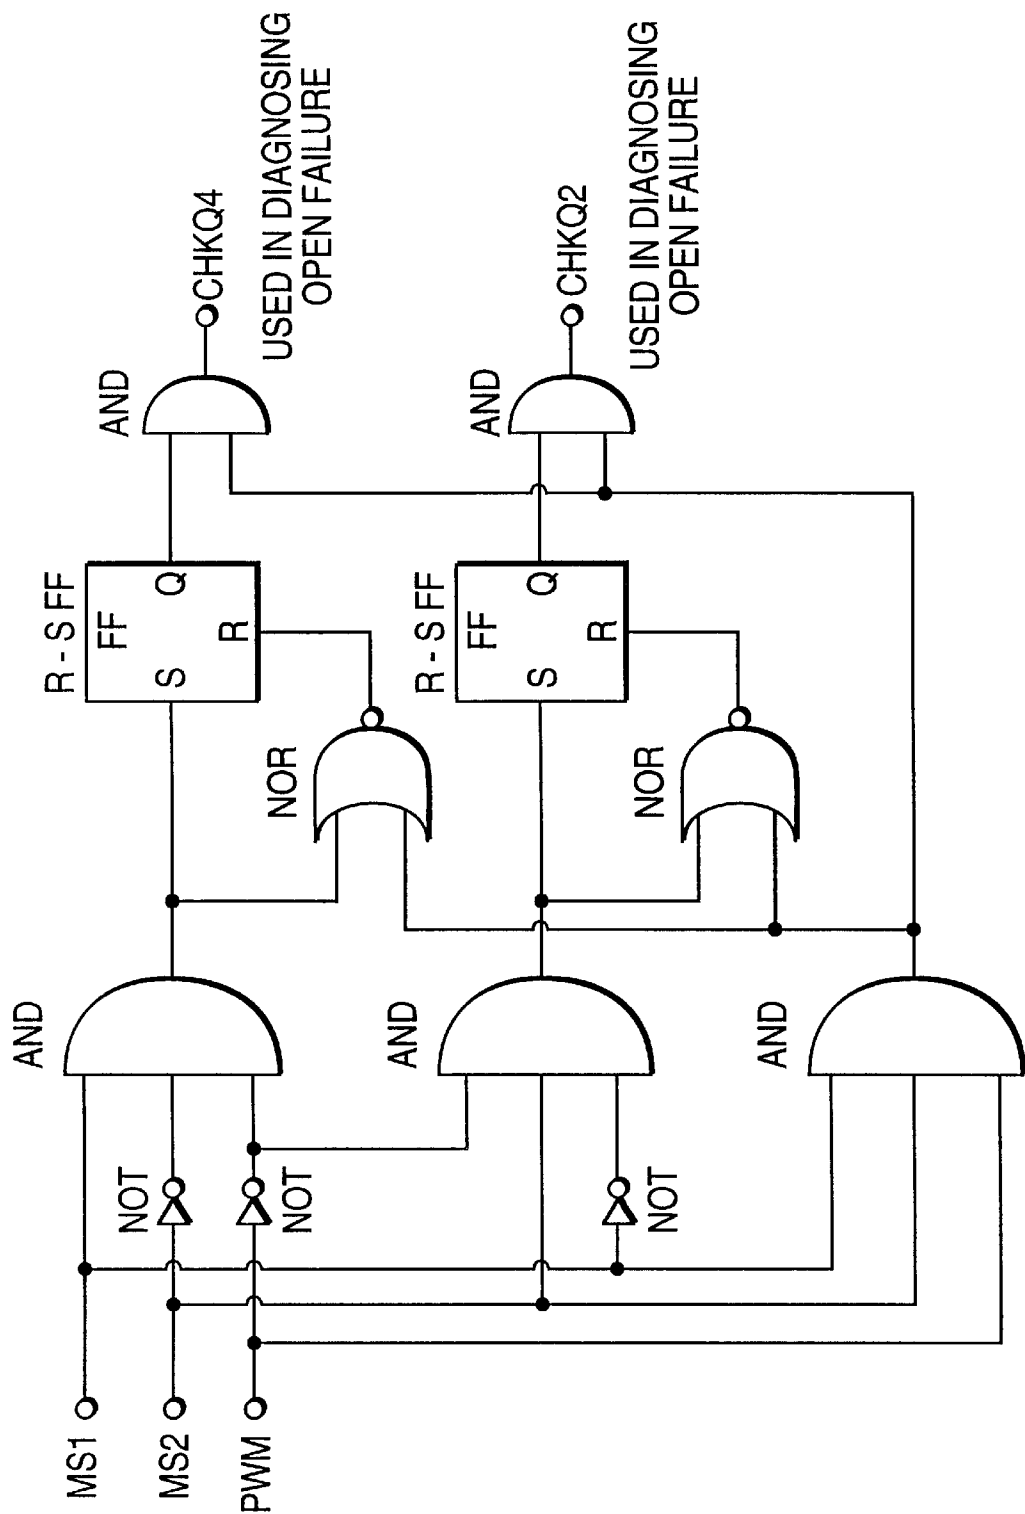 MS1
MS2
PWM
NOT
NOT
NOT
AND
AND
AND
NOR
NOR
R - S FF
FF
S
Q
R
R - S FF
FF
S
Q
R
AND
CHKQ4
USED IN DIAGNOSING
OPEN FAILURE
AND
CHKQ2
USED IN DIAGNOSING
OPEN FAILURE